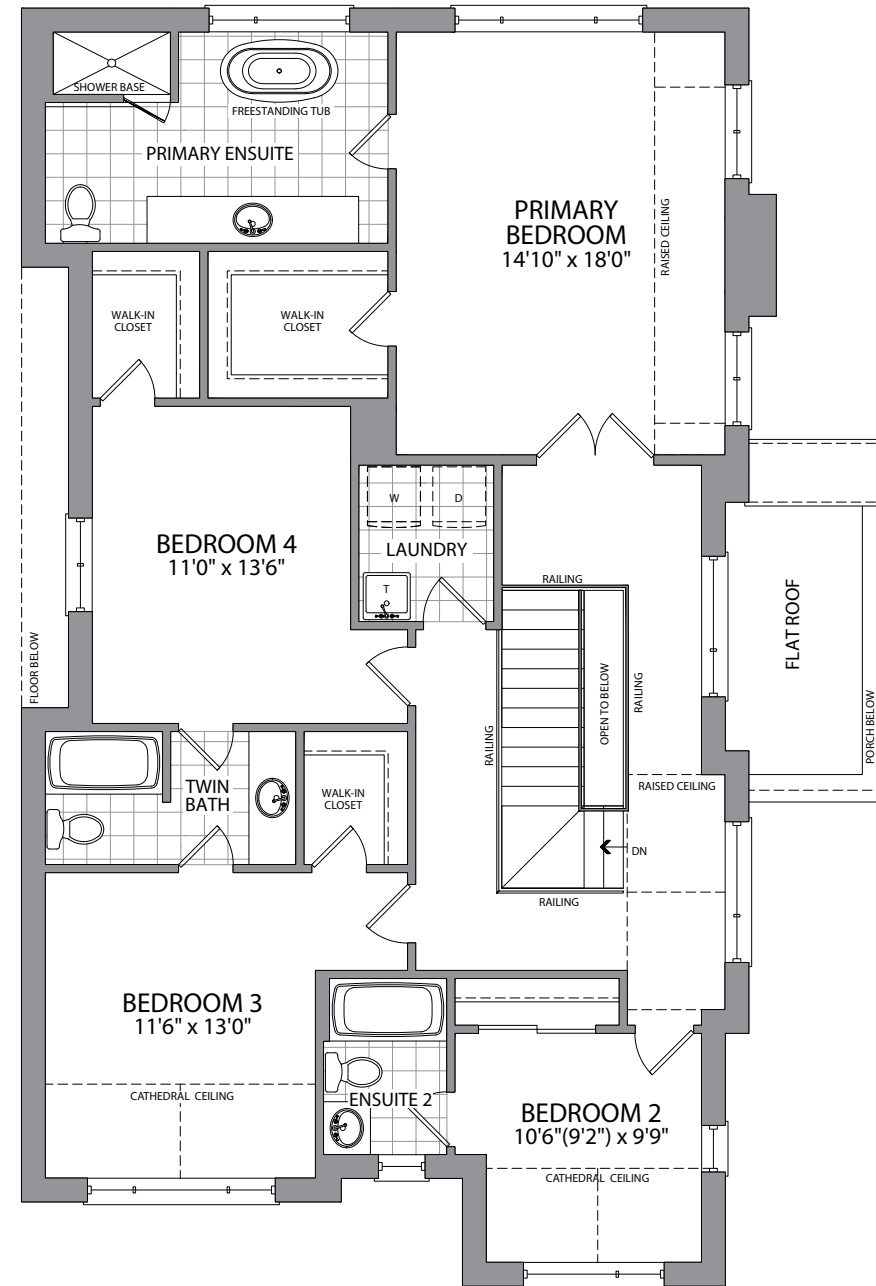 SHOWER BASE
FREESTANDING TUB
PRIMARY ENSUITE
PRIMARY
BEDROOM
14'10" x 18'0"
RAISED CEILING
WALK-IN
CLOSET
WALK-IN
CLOSET
W
D
LAUNDRY
T
BEDROOM 4
11'0" x 13'6"
FLOOR BELOW
RAILING
RAILING
OPEN TO BELOW
RAILING
FLAT ROOF
PORCH BELOW
RAISED CEILING
DN
RAILING
TWIN
BATH
WALK-IN
CLOSET
BEDROOM 3
11'6" x 13'0"
CATHEDRAL CEILING
ENSUITE 2
BEDROOM 2
10'6"(9'2") x 9'9"
CATHEDRAL CEILING